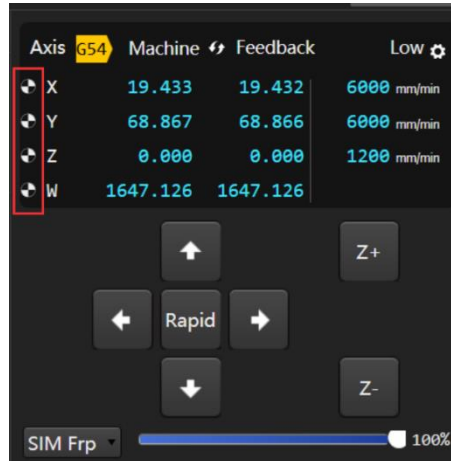 Axis G54 Machine Feedback Low
X 19.433 19.432 6000 mm/min
Y 68.867 68.866 6000 mm/min
Z 0.000 0.000 1200 mm/min
W 1647.126 1647.126
Z+
Rapid
Z-
SIM Frp 100%